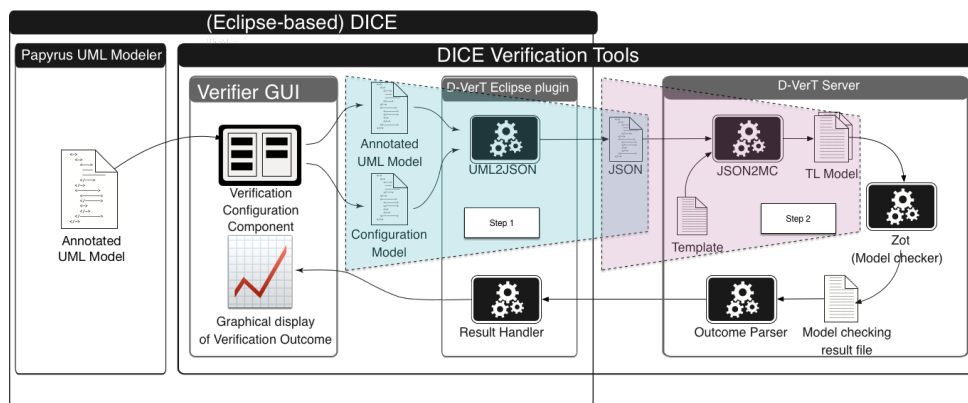 (Eclipse-based) DICE
Papyrus UML Modeler
DICE Verification Tools
Verifier GUI
D-VerT Eclipse plugin
D-VerT Server
Annotated
UML Model
Verification
Configuration
Component
Annotated
UML Model
Configuration
Model
UML2JSON
Step 1
JSON
JSON2MC
TL Model
Template
Step 2
Zot
(Model checker)
Graphical display
of Verification Outcome
Result Handler
Outcome Parser
Model checking
result file